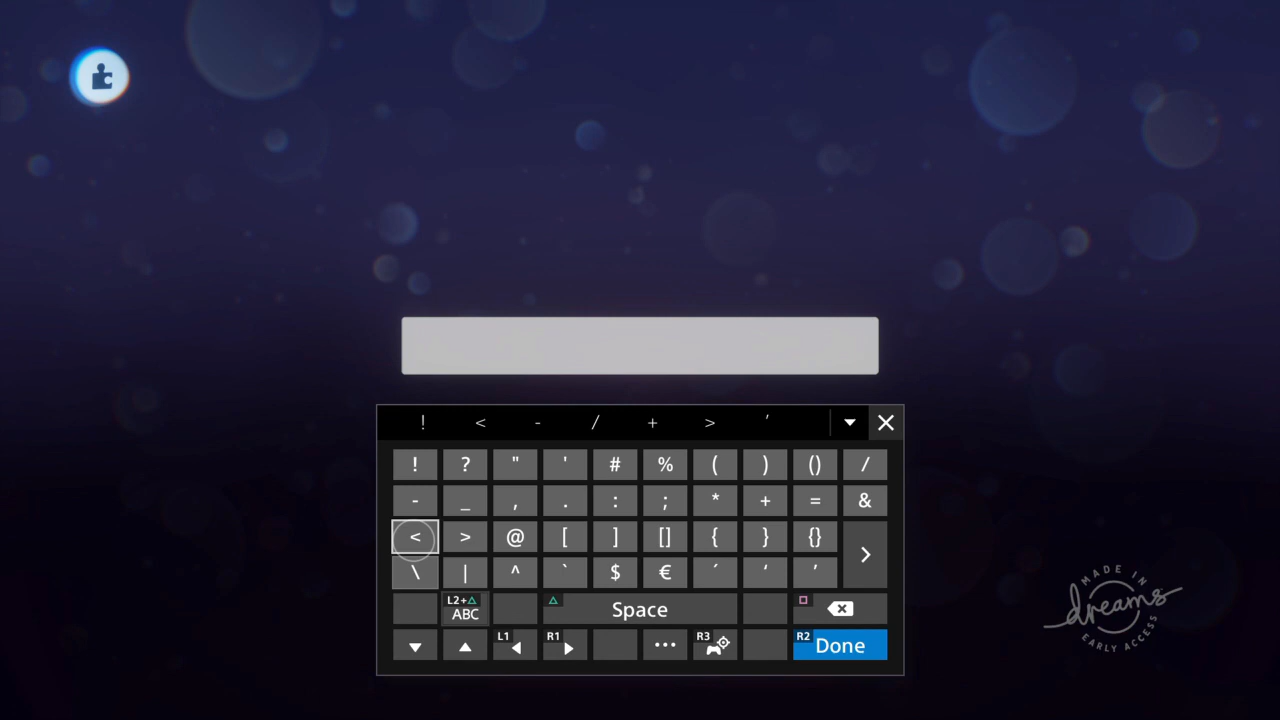 ! < - / + > ′
! ? " ' # % ( ) () /
- _ , . : ; * + = &
< > @ [ ] [] { } {} >
\ | ^ ` $ € ´ ‘ ’
L2+△ ABC △ Space □
L1 R1 ... R3 R2 Done
MADE IN
dreams
EARLY ACCESS